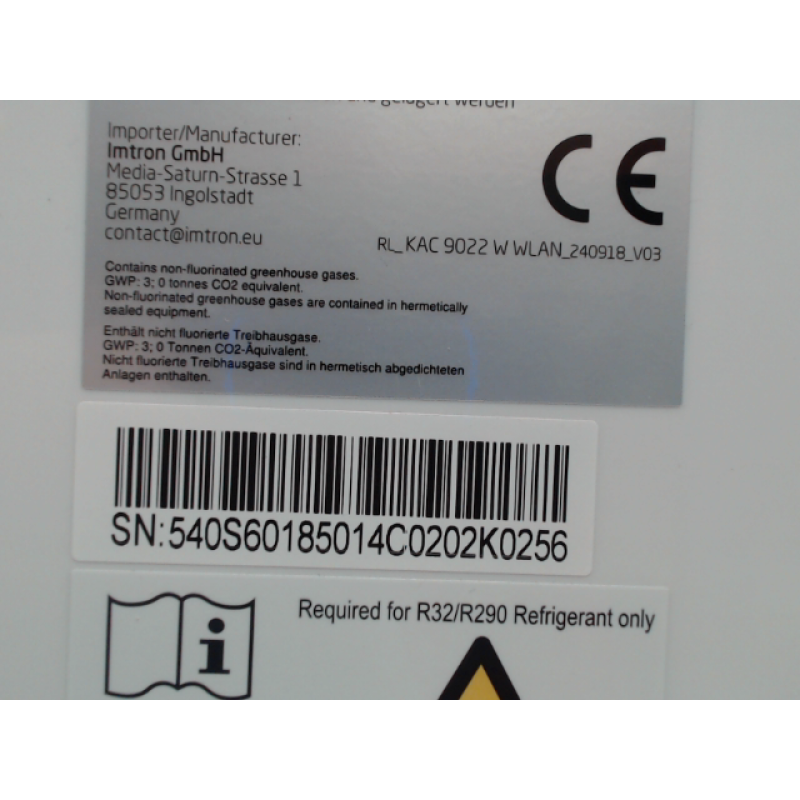 und gelagert werden
Importer/Manufacturer:
Imtron GmbH
Media-Saturn-Strasse 1
85053 Ingolstadt
Germany
contact@imtron.eu
CE
RL_KAC 9022 W WLAN_240918_V03
Contains non-fluorinated greenhouse gases.
GWP: 3; 0 tonnes CO2 equivalent.
Non-fluorinated greenhouse gases are contained in hermetically
sealed equipment.
Enthält nicht fluorierte Treibhausgase.
GWP: 3; 0 Tonnen CO2-Äquivalent.
Nicht fluorierte Treibhausgase sind in hermetisch abgedichteten
Anlagen enthalten.
SN:540S60185014C0202K0256
i
Required for R32/R290 Refrigerant only